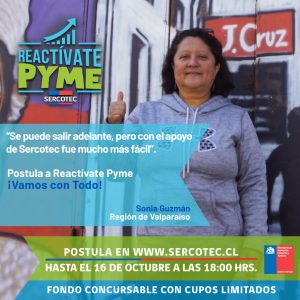 REACTÍVATE
PYME
SERCOTEC
J.Cruz
"Se puede salir adelante, pero con el apoyo
de Sercotec fue mucho más fácil".
Postula a Reactívate Pyme
¡Vamos con Todo!
Sonia Guzmán
Región de Valparaíso
POSTULA EN WWW.SERCOTEC.CL
HASTA EL 16 DE OCTUBRE A LAS 18:00 HRS.
FONDO CONCURSABLE CON CUPOS LIMITADOS